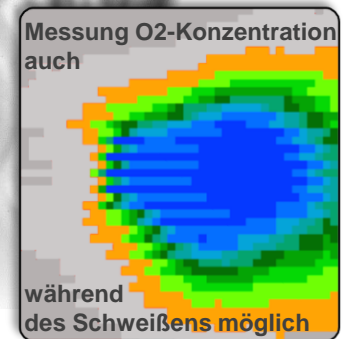 Messung O2-Konzentration
auch
während
des Schweißens möglich